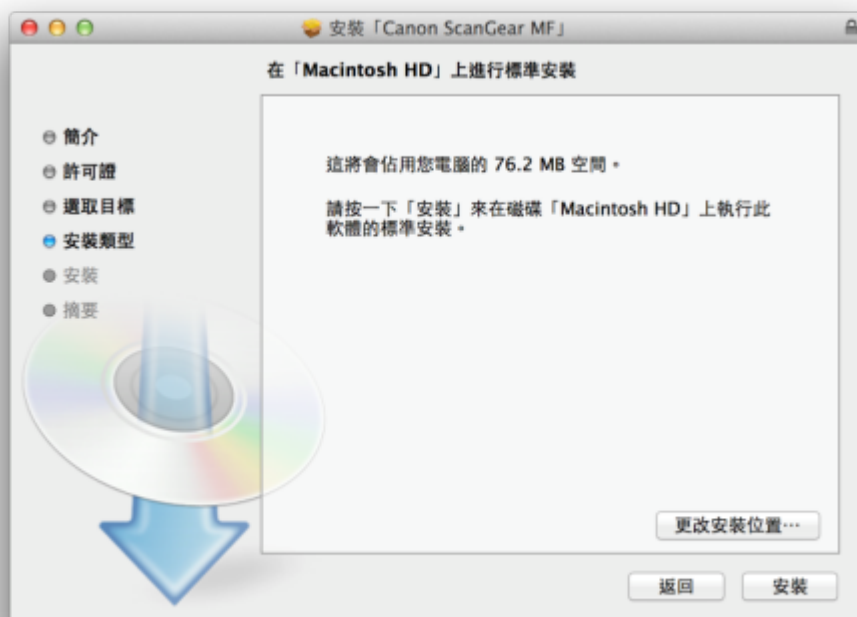 安裝「Canon ScanGear MF」
在「Macintosh HD」上進行標準安裝
簡介
許可證
選取目標
安裝類型
安裝
摘要
這將會佔用您電腦的 76.2 MB 空間。
請按一下「安裝」來在磁碟「Macintosh HD」上執行此
軟體的標準安裝。
更改安裝位置⋯
返回
安裝